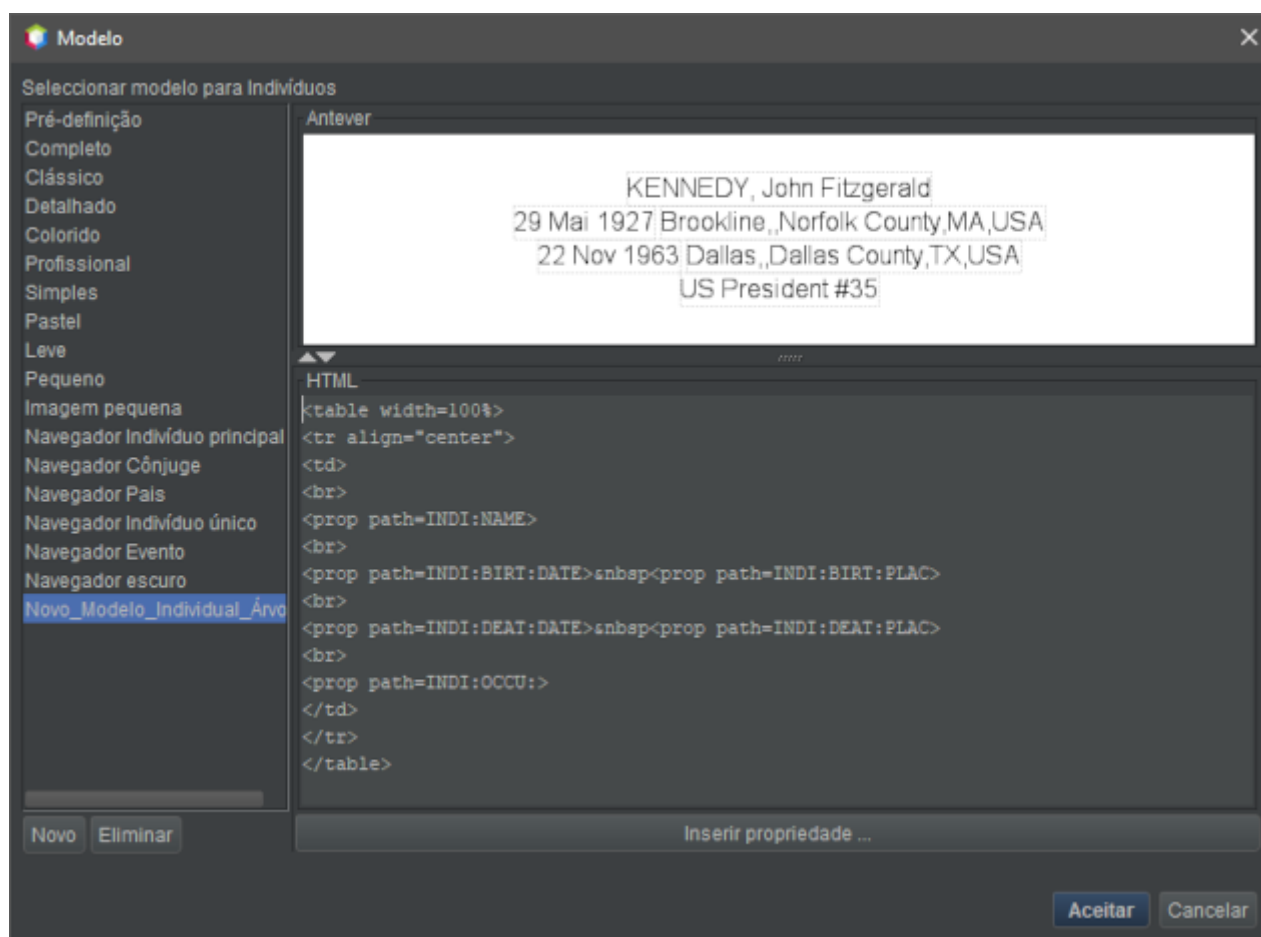 Modelo
Seleccionar modelo para Indivíduos
Pré-definição
Completo
Clássico
Detalhado
Colorido
Profissional
Simples
Pastel
Leve
Pequeno
Imagem pequena
Navegador Indivíduo principal
Navegador Cônjuge
Navegador Pais
Navegador Indivíduo único
Navegador Evento
Navegador escuro
Novo_Modelo_Individual_Árvo
Novo Eliminar
Antever
KENNEDY, John Fitzgerald
29 Mai 1927 Brookline,,Norfolk County,MA,USA
22 Nov 1963 Dallas,,Dallas County,TX,USA
US President #35
HTML
<table width=100%>
<tr align="center">
<td>
<br>
<prop path=INDI:NAME>
<br>
<prop path=INDI:BIRT:DATE>&nbsp<prop path=INDI:BIRT:PLAC>
<br>
<prop path=INDI:DEAT:DATE>&nbsp<prop path=INDI:DEAT:PLAC>
<br>
<prop path=INDI:OCCU:>
</td>
</tr>
</table>
Inserir propriedade ...
Aceitar Cancelar